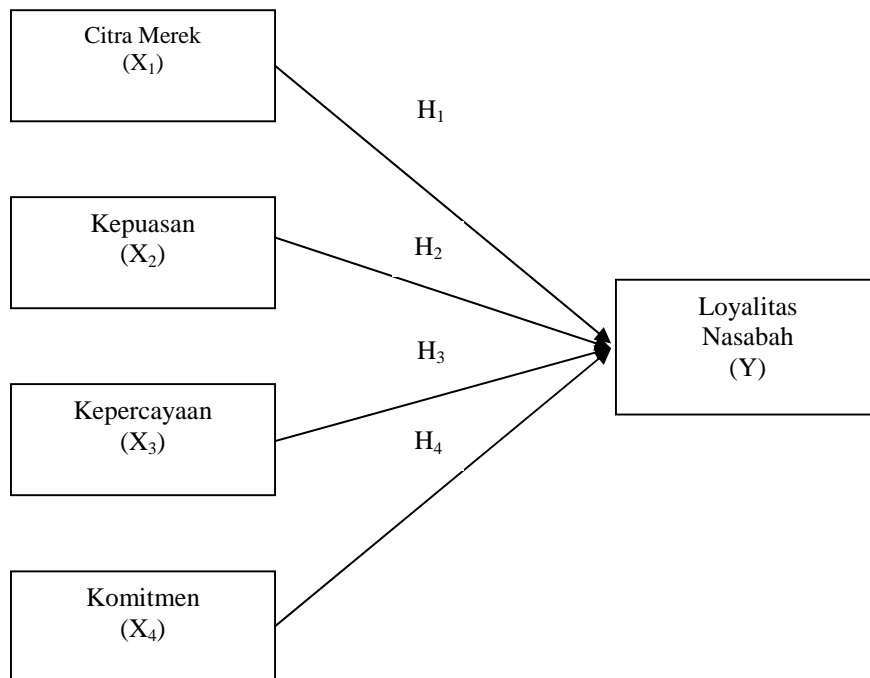 Citra Merek
(X₁)
H₁
Kepuasan
(X₂)
H₂
Loyalitas
Nasabah
(Y)
H₃
Kepercayaan
(X₃)
H₄
Komitmen
(X₄)